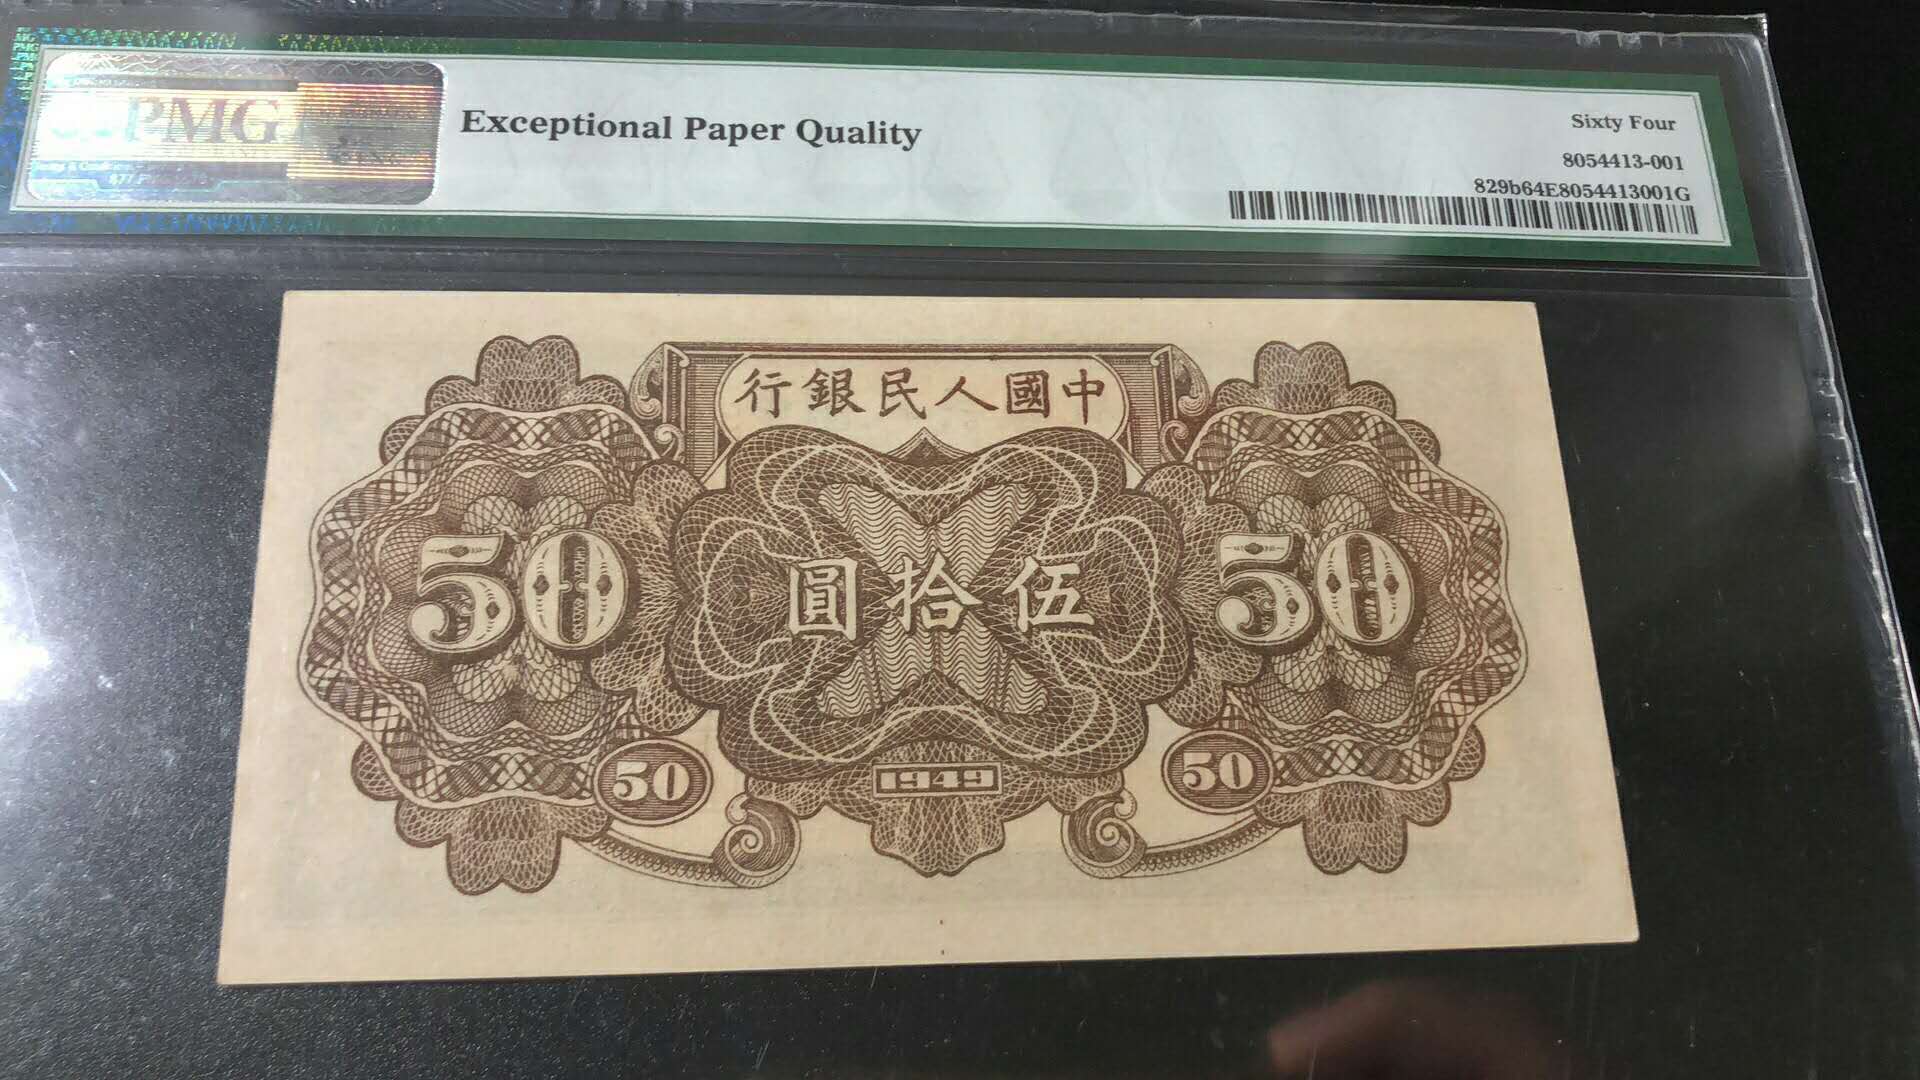 PMG
Exceptional Paper Quality
Sixty Four
8054413-001
829b64E8054413001G
行銀民人國中
50
圓拾伍
50
50
1949
50